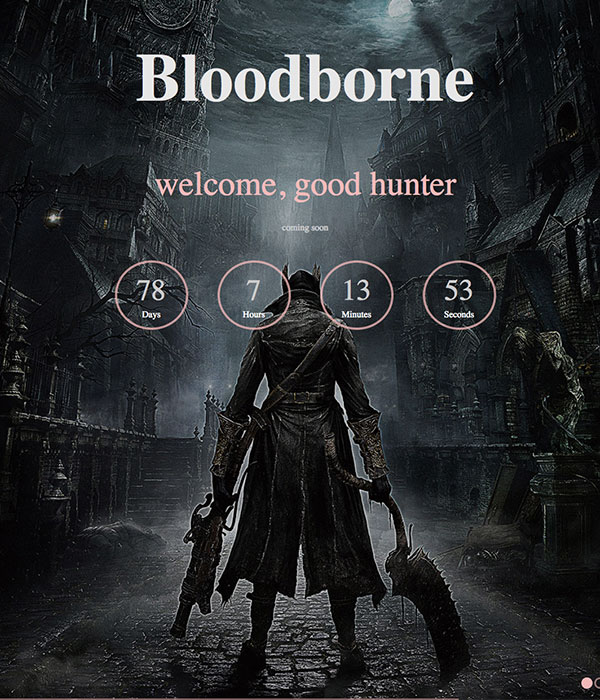 Bloodborne
welcome, good hunter
coming soon
78 7 13 53
Days Hours Minutes Seconds